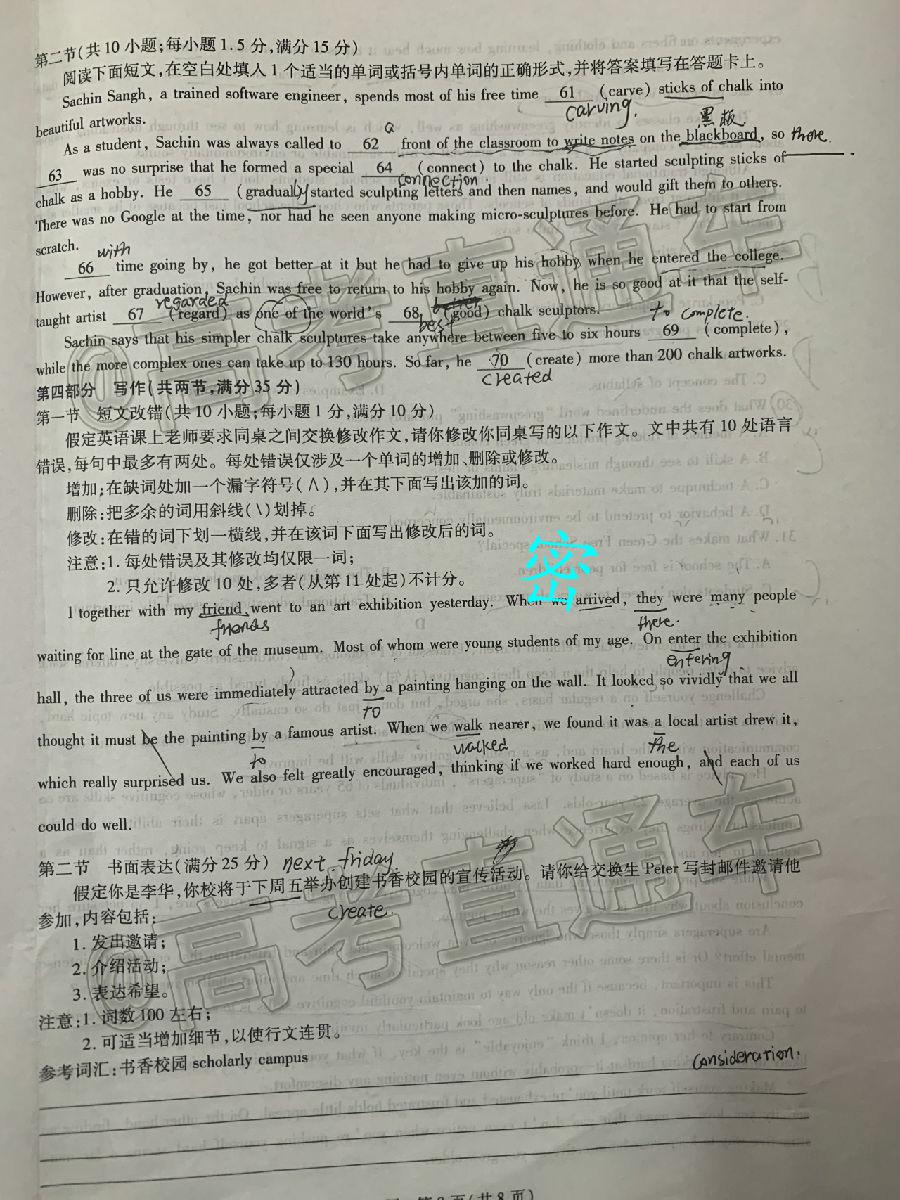 第二节(共10小题;每小题1.5分,满分15分)
阅读下面短文,在空白处填入1个适当的单词或括号内单词的正确形式,并将答案填写在答题卡上。
Sachin Sangh, a trained software engineer, spends most of his free time 61 (carve) sticks of chalk into
carving. 黑板
beautiful artworks.
a
As a student, Sachin was always called to 62 front of the classroom to write notes on the blackboard, so there
63 was no surprise that he formed a special 64 (connect) to the chalk. He started sculpting sticks of
connection
chalk as a hobby. He 65 (gradually) started sculpting letters and then names, and would gift them to others.
There was no Google at the time, nor had he seen anyone making micro-sculptures before. He had to start from
scratch. with
66 time going by, he got better at it but he had to give up his hobby when he entered the college.
However, after graduation, Sachin was free to return to his hobby again. Now, he is so good at it that the self-
regarded
taught artist 67 (regard) as one of the world's 68 (good) chalk sculptors. to complete.
best
Sachin says that his simpler chalk sculptures take anywhere between five to six hours 69 (complete),
while the more complex ones can take up to 130 hours. So far, he 70 (create) more than 200 chalk artworks.
created
第四部分 写作(共两节,满分35分)
第一节 短文改错(共10小题;每小题1分,满分10分)
假定英语课上老师要求同桌之间交换修改作文,请你修改你同桌写的以下作文。文中共有10处语言
错误,每句中最多有两处。每处错误仅涉及一个单词的增加、删除或修改。
增加:在缺词处加一个漏字符号(∧),并在其下面写出该加的词。
删除:把多余的词用斜线(\)划掉。
修改:在错的词下划一横线,并在该词下面写出修改后的词。
注意:1.每处错误及其修改均仅限一词;
2.只允许修改10处,多者(从第11处起)不计分。
密
I together with my friend went to an art exhibition yesterday. When we arrived, they were many people
friends there.
waiting for line at the gate of the museum. Most of whom were young students of my age. On enter the exhibition
entering
hall, the three of us were immediately attracted by a painting hanging on the wall. It looked so vividly that we all
to
thought it must be the painting by a famous artist. When we walk nearer, we found it was a local artist drew it,
to walked the
which really surprised us. We also felt greatly encouraged, thinking if we worked hard enough, and each of us
could do well.
第二节 书面表达(满分25分) next friday
假定你是李华,你校将于下周五举办创建书香校园的宣传活动。请你给交换生Peter写封邮件邀请他
create
参加,内容包括:
1.发出邀请;
2.介绍活动;
3.表达希望。
注意:1.词数100左右;
2.可适当增加细节,以使行文连贯。
参考词汇:书香校园 scholarly campus
consideration.
@高考直通车
@高考直通车